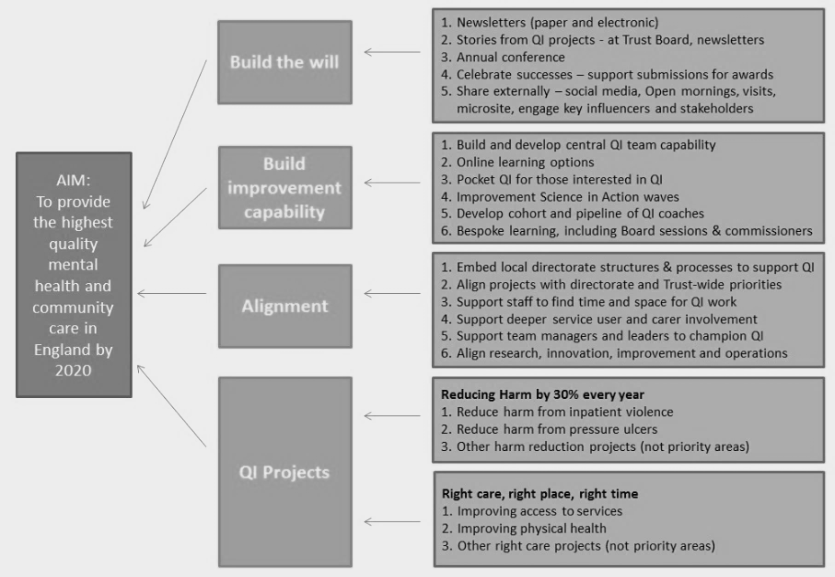 AIM:
To provide
the highest
quality
mental
health and
community
care in
England by
2020
Build the will
1. Newsletters (paper and electronic)
2. Stories from QI projects - at Trust Board, newsletters
3. Annual conference
4. Celebrate successes – support submissions for awards
5. Share externally – social media, Open mornings, visits,
microsite, engage key influencers and stakeholders
Build
improvement
capability
1. Build and develop central QI team capability
2. Online learning options
3. Pocket QI for those interested in QI
4. Improvement Science in Action waves
5. Develop cohort and pipeline of QI coaches
6. Bespoke learning, including Board sessions & commissioners
Alignment
1. Embed local directorate structures & processes to support QI
2. Align projects with directorate and Trust-wide priorities
3. Support staff to find time and space for QI work
4. Support deeper service user and carer involvement
5. Support team managers and leaders to champion QI
6. Align research, innovation, improvement and operations
QI Projects
Reducing Harm by 30% every year
1. Reduce harm from inpatient violence
2. Reduce harm from pressure ulcers
3. Other harm reduction projects (not priority areas)
Right care, right place, right time
1. Improving access to services
2. Improving physical health
3. Other right care projects (not priority areas)